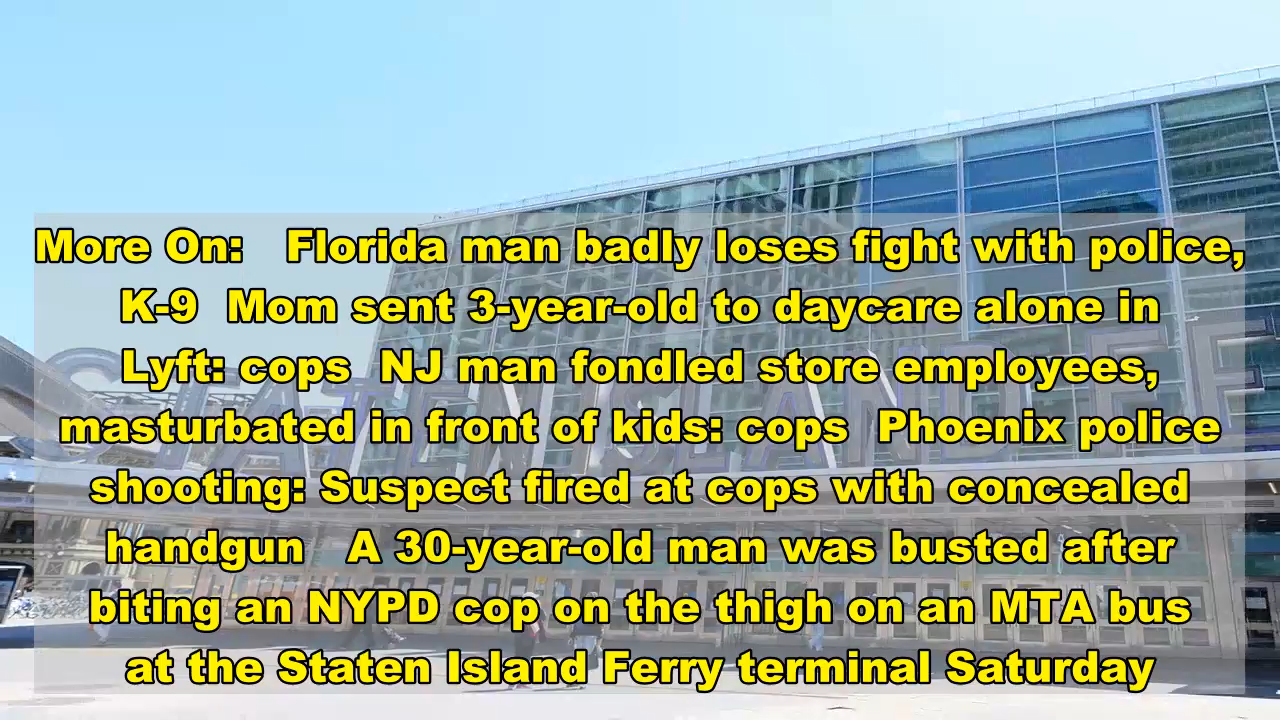 More On: Florida man badly loses fight with police,
K-9 Mom sent 3-year-old to daycare alone in
Lyft: cops NJ man fondled store employees,
masturbated in front of kids: cops Phoenix police
shooting: Suspect fired at cops with concealed
handgun A 30-year-old man was busted after
biting an NYPD cop on the thigh on an MTA bus
at the Staten Island Ferry terminal Saturday
STATEN ISLAND FE